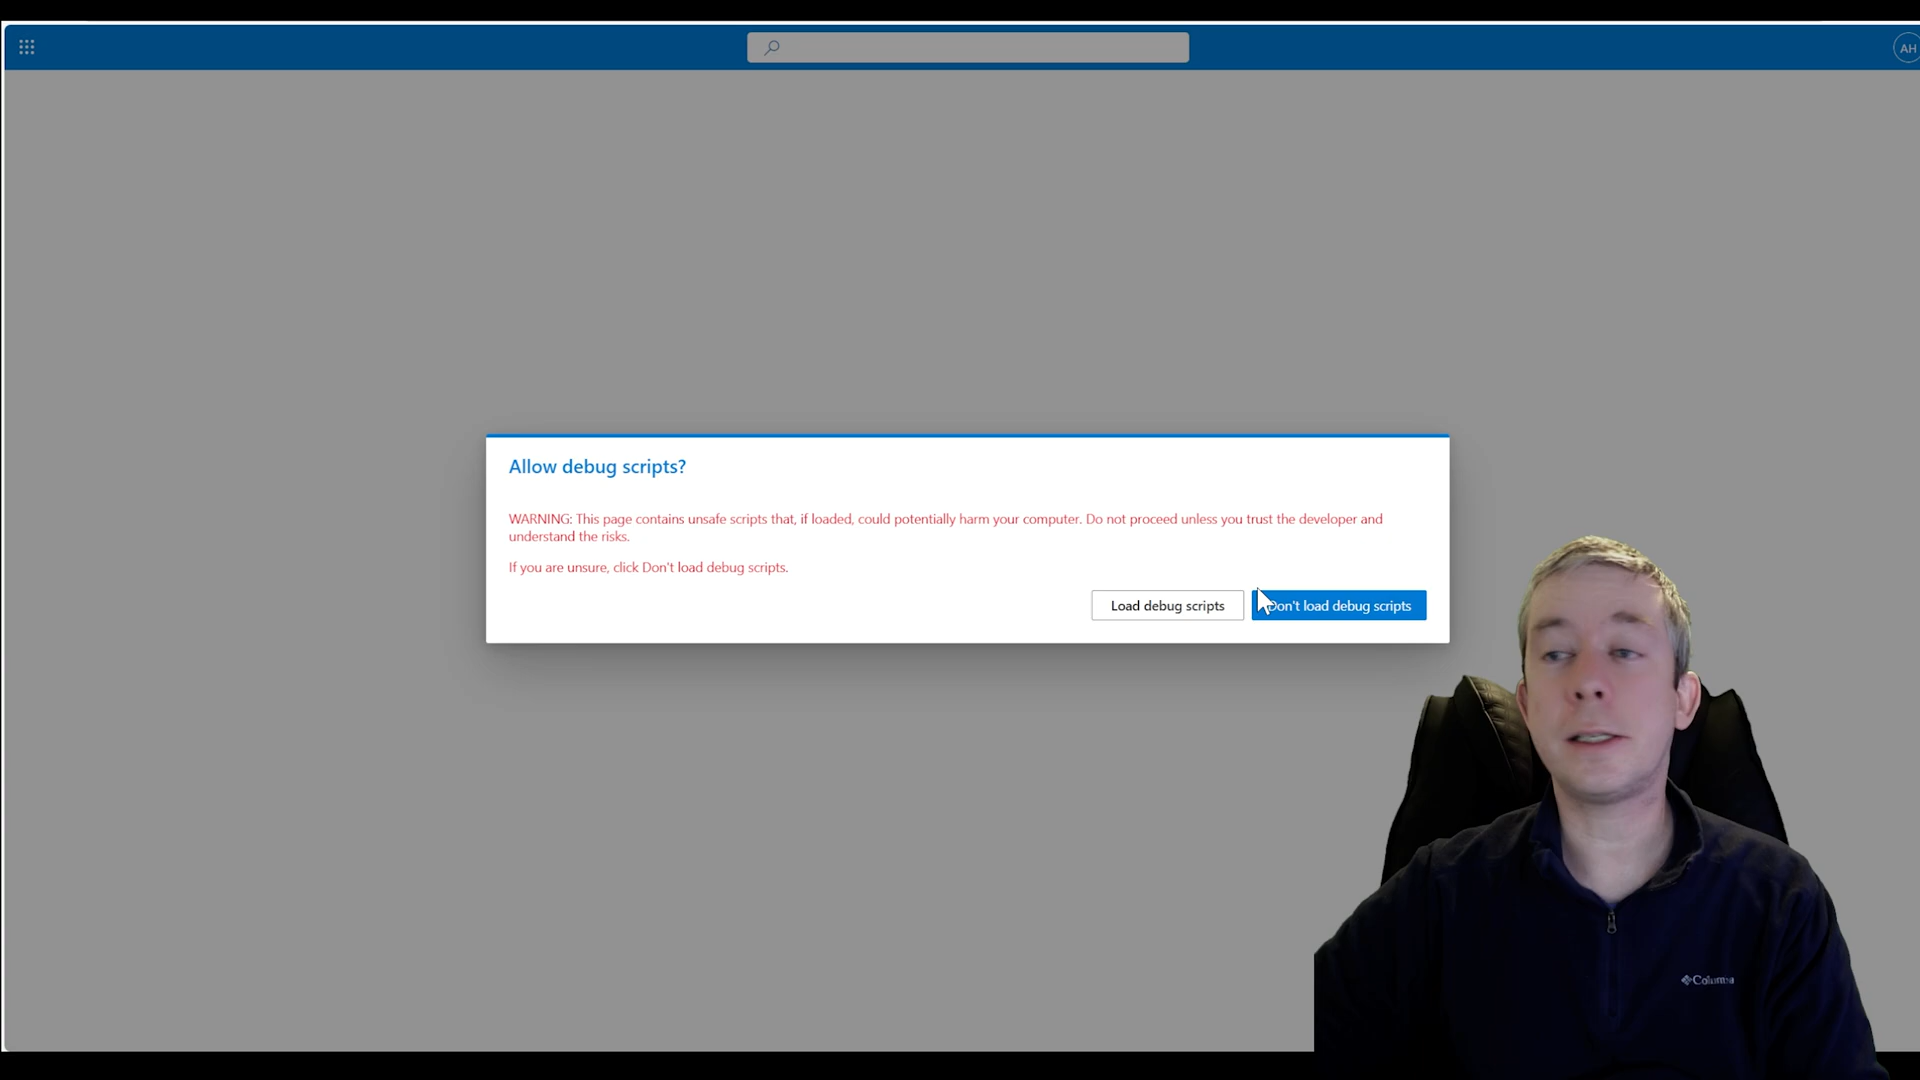 AH
Allow debug scripts?
WARNING: This page contains unsafe scripts that, if loaded, could potentially harm your computer. Do not proceed unless you trust the developer and
understand the risks.
If you are unsure, click Don't load debug scripts.
Load debug scripts
Don't load debug scripts
Columbia